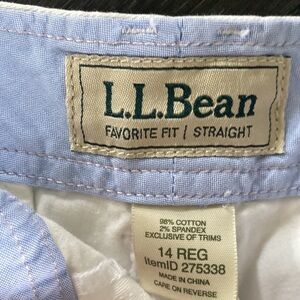 L.L.Bean
FAVORITE FIT / STRAIGHT
98% COTTON
2% SPANDEX
EXCLUSIVE OF TRIMS
14 REG
ItemID 275338
MADE IN CHINA
CARE ON REVERSE